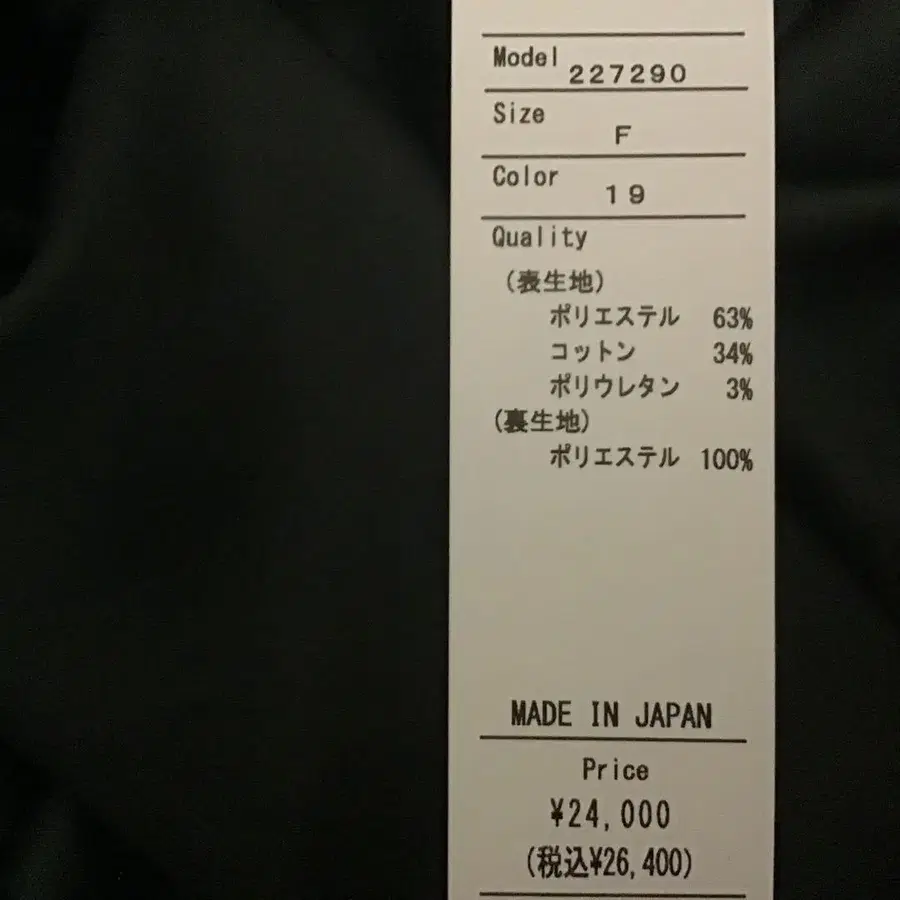 Model
227290
Size
F
Color
19
Quality
(表生地)
ポリエステル 63%
コットン 34%
ポリウレタン 3%
(裏生地)
ポリエステル 100%
MADE IN JAPAN
Price
¥24,000
(税込¥26,400)